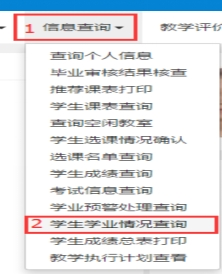 1 信息查询 教学评价
查询个人信息
毕业审核结果核查
推荐课表打印
学生课表查询
查询空闲教室
学生选课情况确认
选课名单查询
学生成绩查询
考试信息查询
学业预警处理查询
2 学生学业情况查询
学生成绩总表打印
教学执行计划查看